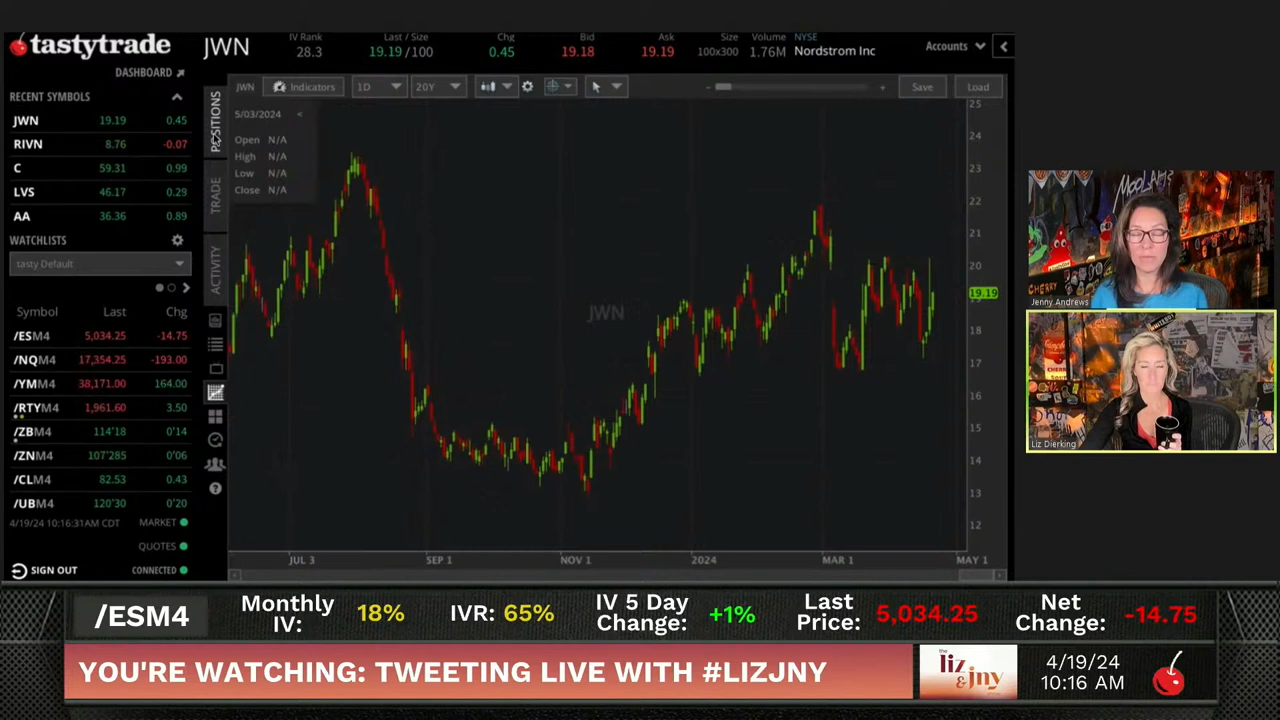 tastytrade
DASHBOARD
RECENT SYMBOLS
JWN 19.19 0.45
RIVN 8.76 -0.07
C 59.31 0.99
LVS 46.17 0.29
AA 36.36 0.89
WATCHLISTS
tasty Default
Symbol Last Chg
/ESM4 5,034.25 -14.75
/NQM4 17,354.25 -193.00
/YMM4 38,171.00 164.00
/RTYM4 1,961.60 3.50
/ZBM4 114'18 0'14
/ZNM4 107'285 0'06
/CLM4 82.53 0.43
/UBM4 120'30 0'20
4/19/24 10:16:31AM CDT MARKET
QUOTES
SIGN OUT CONNECTED
JWN
IV Rank
28.3
Last / Size
19.19 /100
Chg
0.45
Bid
19.18
Ask
19.19
Size
100x300
Volume
1.76M
NYSE
Nordstrom Inc
Accounts
POSITIONS
TRADE
ACTIVITY
JWN Indicators 1D 20Y - + Save Load
5/03/2024 <
Open N/A
High N/A
Low N/A
Close N/A
JWN
25
24
23
22
21
20
19.19
18
17
16
15
14
13
12
JUL 3 SEP 1 NOV 1 2024 MAR 1 MAY 1
MOOLAH
CHERRY
Jenny Andrews
Campbell's
Liz Dierking
/ESM4
Monthly IV: 18%
IVR: 65%
IV 5 Day Change: +1%
Last Price: 5,034.25
Net Change: -14.75
YOU'RE WATCHING: TWEETING LIVE WITH #LIZJNY
the liz & jny
4/19/24
10:16 AM